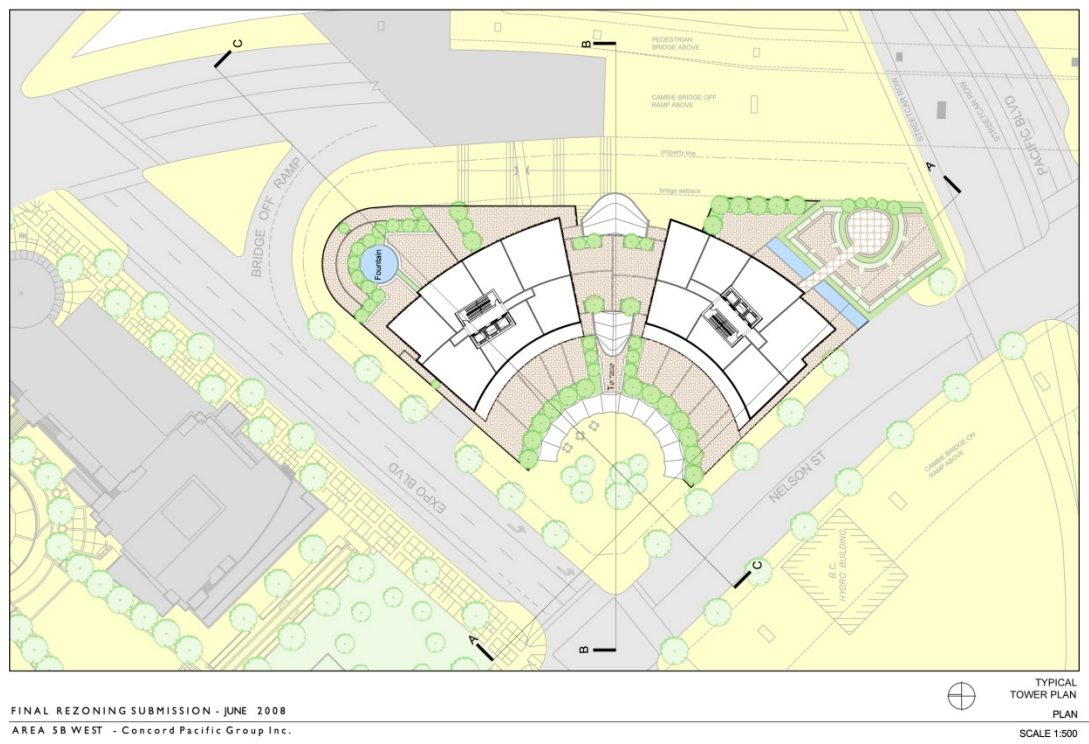 C
B
PEDESTRIAN
BRIDGE ABOVE
CAMBIE BRIDGE OFF
RAMP ABOVE
STREETCAR ROW
STREETCAR ROW
PACIFIC BLVD
A
property line
bridge setback
BRIDGE OFF RAMP
Fountain
Terrace
EXPO BLVD
NELSON ST
CAMBIE BRIDGE ON
RAMP ABOVE
B.C.
HYDRO BUILDING
C
A
B
TYPICAL
TOWER PLAN
PLAN
SCALE 1:500
FINAL REZONING SUBMISSION - JUNE 2008
AREA 5B WEST - Concord Pacific Group Inc.